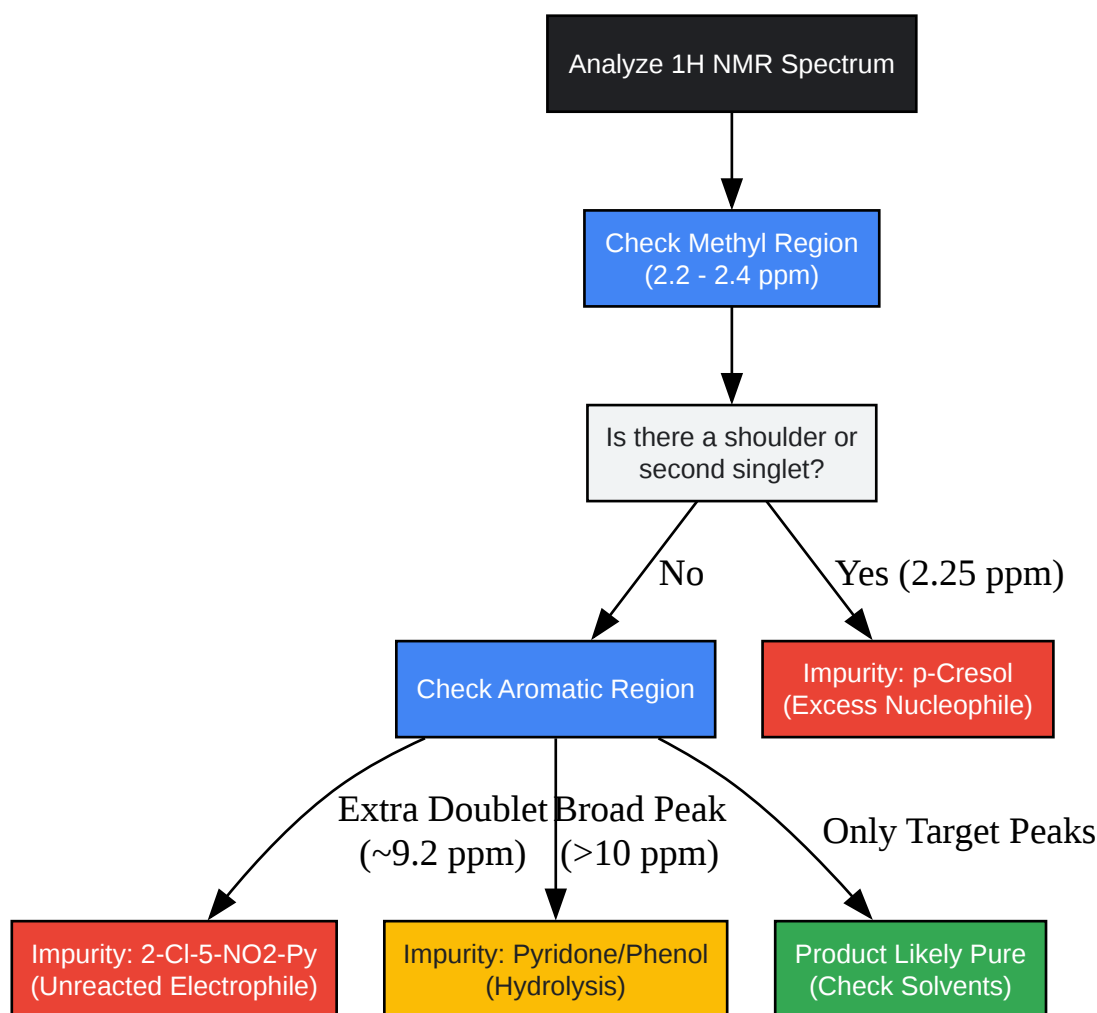 Analyze 1H NMR Spectrum
Check Methyl Region
(2.2 - 2.4 ppm)
Is there a shoulder or
second singlet?
No
Yes (2.25 ppm)
Check Aromatic Region
Impurity: p-Cresol
(Excess Nucleophile)
Extra Doublet
(~9.2 ppm)
Broad Peak
(>10 ppm)
Only Target Peaks
Impurity: 2-Cl-5-NO2-Py
(Unreacted Electrophile)
Impurity: Pyridone/Phenol
(Hydrolysis)
Product Likely Pure
(Check Solvents)